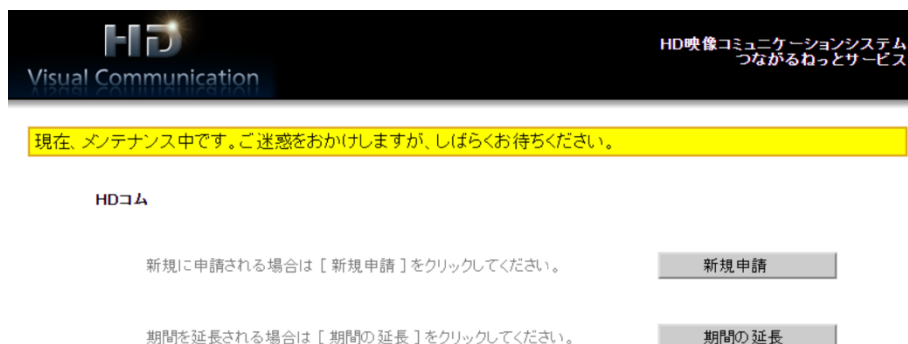 HD
Visual Communication
HD映像コミュニケーションシステム
つながるねっとサービス
現在、メンテナンス中です。ご迷惑をおかけしますが、しばらくお待ちください。
HDコム
新規に申請される場合は [ 新規申請 ] をクリックしてください。
新規申請
期間を延長される場合は [ 期間の延長 ] をクリックしてください。
期間の延長